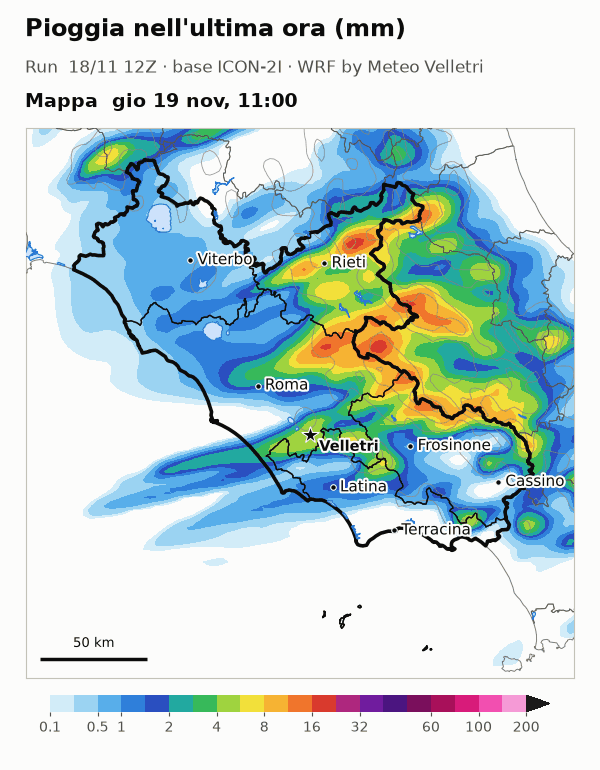 Pioggia nell'ultima ora (mm)
Run  18/11 12Z · base ICON-2I · WRF by Meteo Velletri
Mappa  gio 19 nov, 11:00
Viterbo
Rieti
Roma
Velletri
Frosinone
Cassino
Latina
Terracina
50 km
0.1 0.5 1 2 4 8 16 32 60 100 200